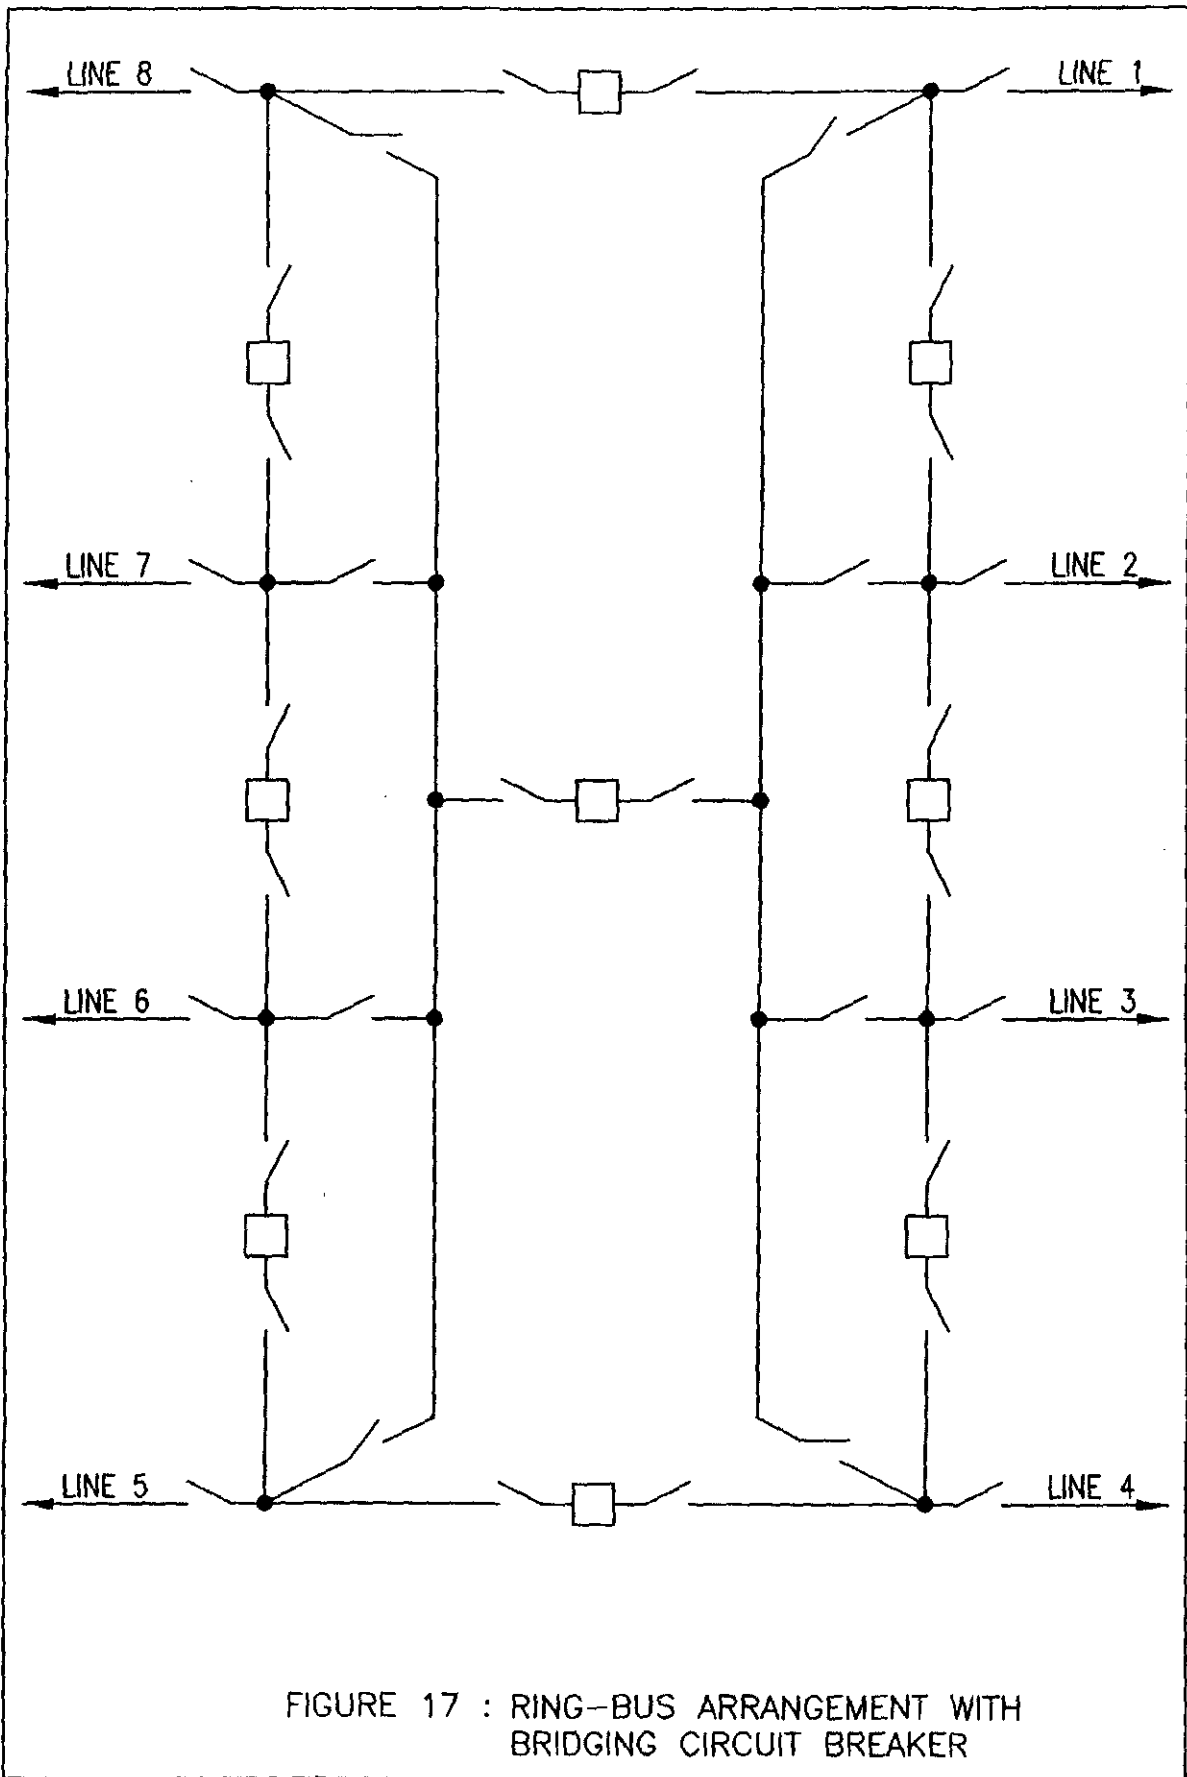 LINE 8
LINE 1
LINE 7
LINE 2
LINE 6
LINE 3
LINE 5
LINE 4
FIGURE 17 : RING-BUS ARRANGEMENT WITH
BRIDGING CIRCUIT BREAKER